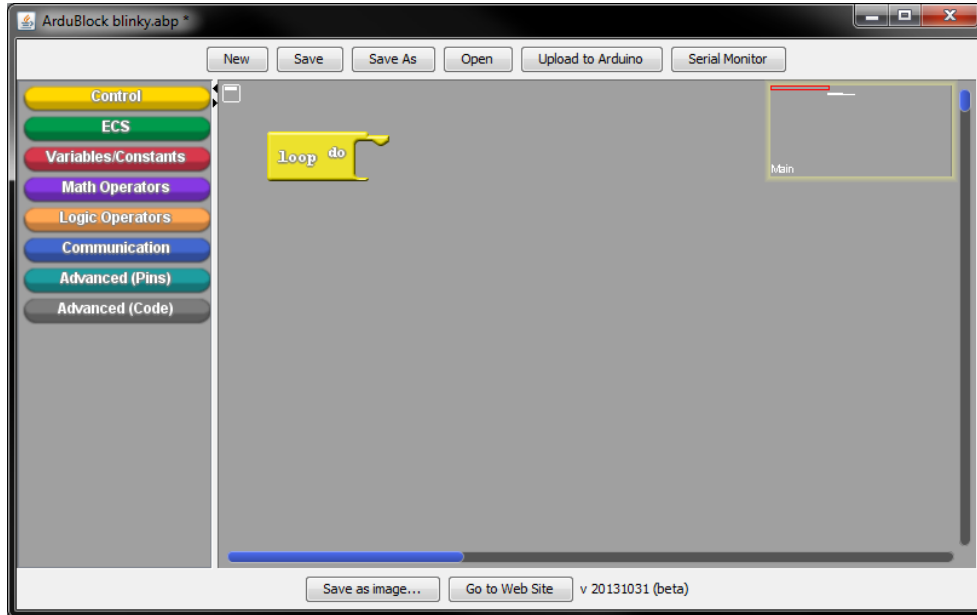 ArduBlock blinky.abp *
New Save Save As Open Upload to Arduino Serial Monitor
Control
ECS
Variables/Constants
Math Operators
Logic Operators
Communication
Advanced (Pins)
Advanced (Code)
loop do
Main
Save as image... Go to Web Site v 20131031 (beta)